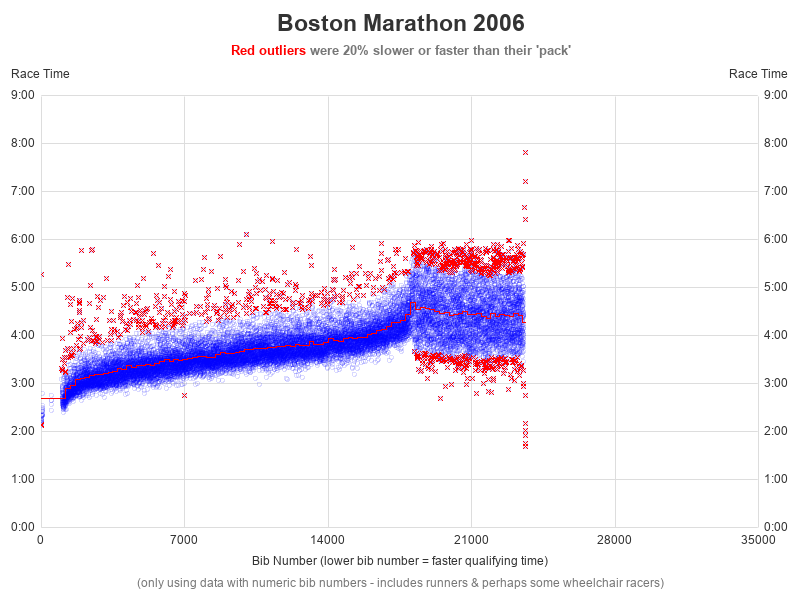 Boston Marathon 2006
Red outliers were 20% slower or faster than their 'pack'
Race Time Race Time
9:00 9:00
8:00 8:00
7:00 7:00
6:00 6:00
5:00 5:00
4:00 4:00
3:00 3:00
2:00 2:00
1:00 1:00
0:00 0:00
0 7000 14000 21000 28000 35000
Bib Number (lower bib number = faster qualifying time)
(only using data with numeric bib numbers - includes runners & perhaps some wheelchair racers)